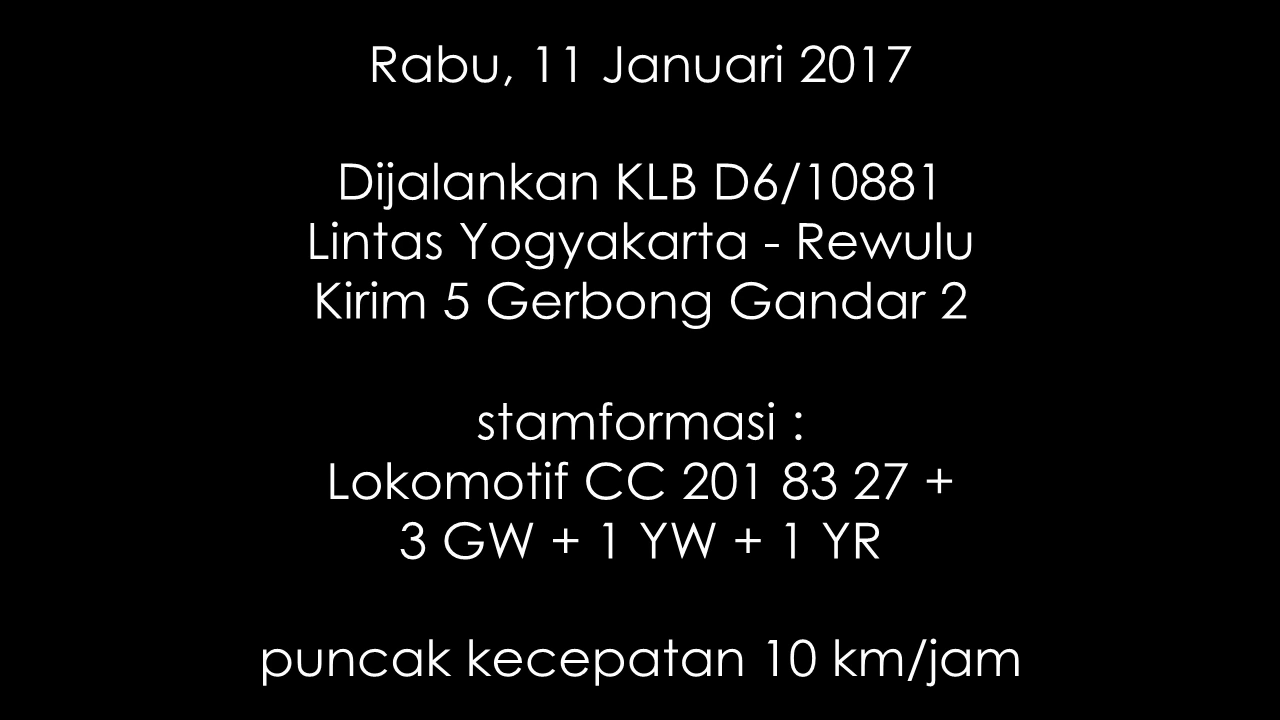 Rabu, 11 Januari 2017
Dijalankan KLB D6/10881
Lintas Yogyakarta - Rewulu
Kirim 5 Gerbong Gandar 2
stamformasi :
Lokomotif CC 201 83 27 +
3 GW + 1 YW + 1 YR
puncak kecepatan 10 km/jam